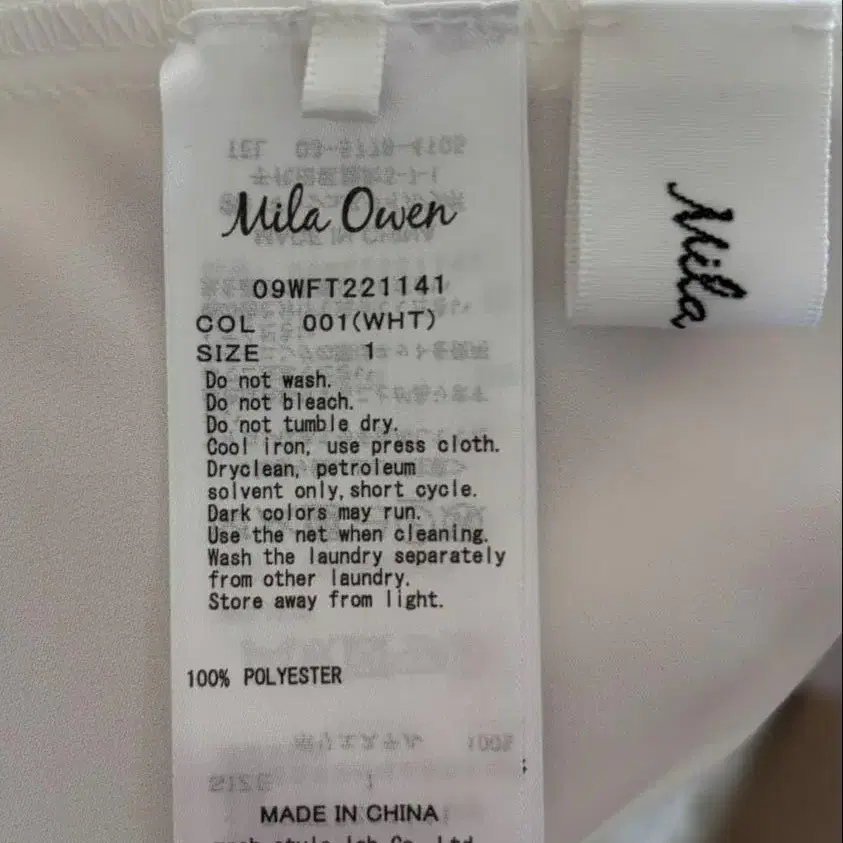 Mila Owen
09WFT221141
COL 001(WHT)
SIZE 1
Do not wash.
Do not bleach.
Do not tumble dry.
Cool iron, use press cloth.
Dryclean, petroleum
solvent only, short cycle.
Dark colors may run.
Use the net when cleaning.
Wash the laundry separately
from other laundry.
Store away from light.
100% POLYESTER
MADE IN CHINA
Mila